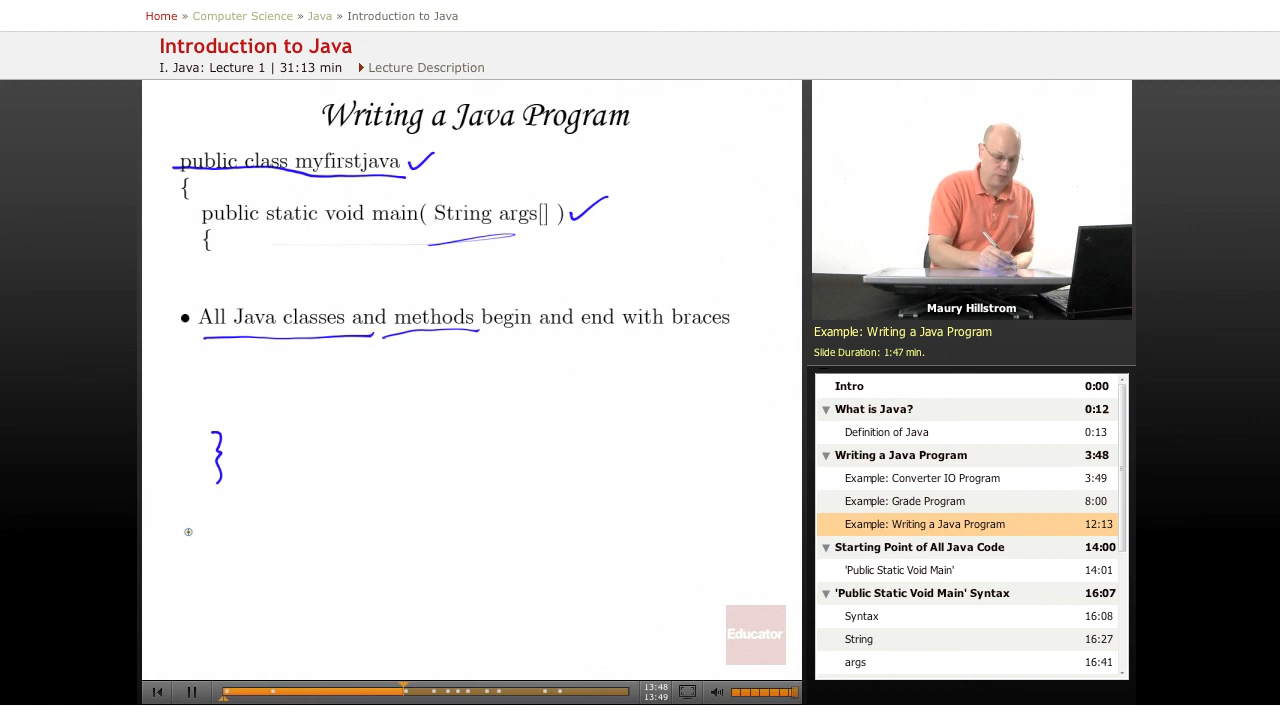 Home » Computer Science » Java » Introduction to Java
Introduction to Java
I. Java: Lecture 1 | 31:13 min Lecture Description
Writing a Java Program
public class myfirstjava
{
public static void main( String args[] )
{
• All Java classes and methods begin and end with braces
}
Educator
13:48
13:49
Maury Hillstrom
Example: Writing a Java Program
Slide Duration: 1:47 min.
Intro 0:00
What is Java? 0:12
Definition of Java 0:13
Writing a Java Program 3:48
Example: Converter IO Program 3:49
Example: Grade Program 8:00
Example: Writing a Java Program 12:13
Starting Point of All Java Code 14:00
'Public Static Void Main' 14:01
'Public Static Void Main' Syntax 16:07
Syntax 16:08
String 16:27
args 16:41